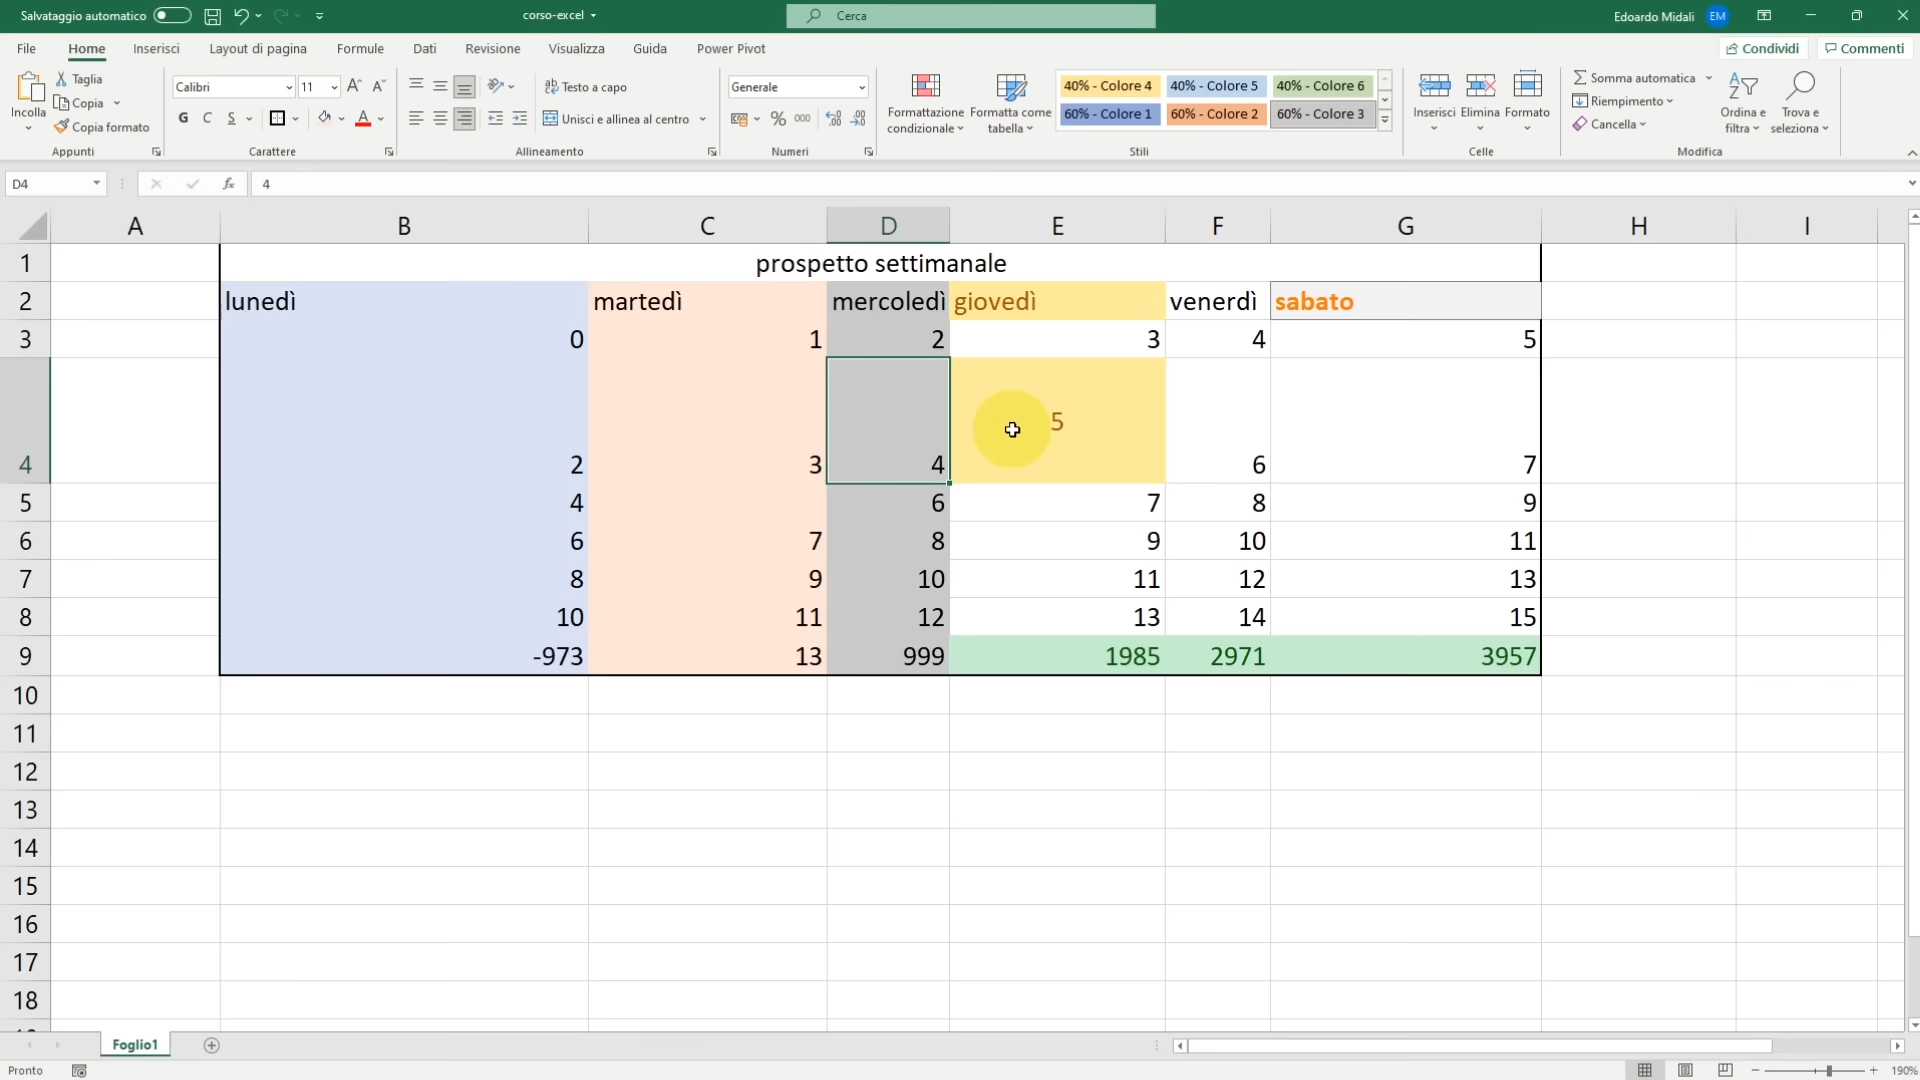 Salvataggio automatico
corso-excel
Cerca
Edoardo Midali EM
File Home Inserisci Layout di pagina Formule Dati Revisione Visualizza Guida Power Pivot Condividi Commenti
Incolla
Taglia
Copia
Copia formato
Appunti
Calibri 11
G C S A
Carattere
Testo a capo
Unisci e allinea al centro
Allineamento
Generale
% 000
Numeri
Formattazione condizionale
Formatta come tabella
40% - Colore 4 40% - Colore 5 40% - Colore 6
60% - Colore 1 60% - Colore 2 60% - Colore 3
Stili
Inserisci Elimina Formato
Celle
Somma automatica
Riempimento
Cancella
Ordina e filtra
Trova e seleziona
Modifica
D4 fx 4
A B C D E F G H I
1 prospetto settimanale
2 lunedì martedì mercoledì giovedì venerdì sabato
3 0 1 2 3 4 5
4 2 3 4 5 6 7
5 4 6 7 8 9
6 6 7 8 9 10 11
7 8 9 10 11 12 13
8 10 11 12 13 14 15
9 -973 13 999 1985 2971 3957
10
11
12
13
14
15
16
17
18
Foglio1
Pronto
190%